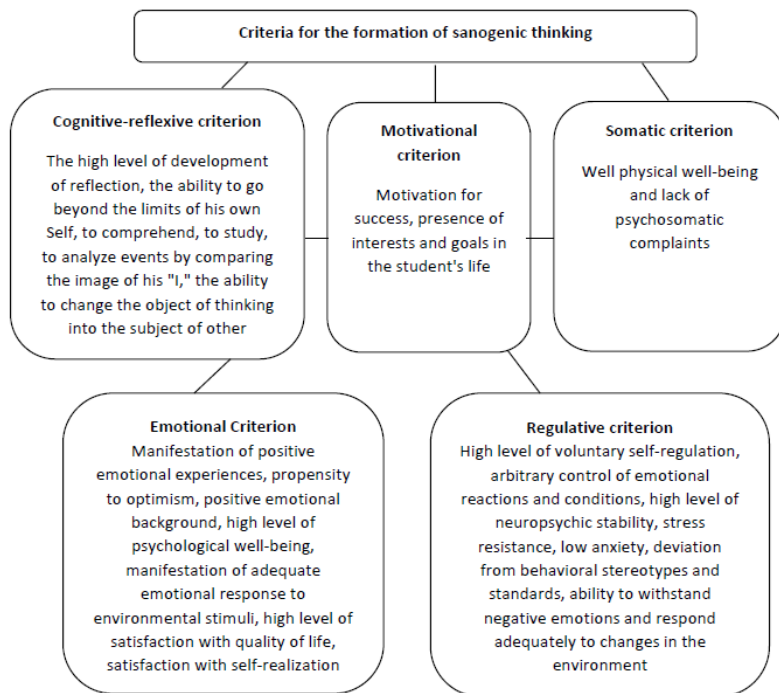 Criteria for the formation of sanogenic thinking
Cognitive-reflexive criterion
The high level of development
of reflection, the ability to go
beyond the limits of his own
Self, to comprehend, to study,
to analyze events by comparing
the image of his "I," the ability
to change the object of thinking
into the subject of other
Motivational
criterion
Motivation for
success, presence of
interests and goals in
the student's life
Somatic criterion
Well physical well-being
and lack of
psychosomatic
complaints
Emotional Criterion
Manifestation of positive
emotional experiences, propensity
to optimism, positive emotional
background, high level of
psychological well-being,
manifestation of adequate
emotional response to
environmental stimuli, high level of
satisfaction with quality of life,
satisfaction with self-realization
Regulative criterion
High level of voluntary self-regulation,
arbitrary control of emotional
reactions and conditions, high level of
neuropsychic stability, stress
resistance, low anxiety, deviation
from behavioral stereotypes and
standards, ability to withstand
negative emotions and respond
adequately to changes in the
environment